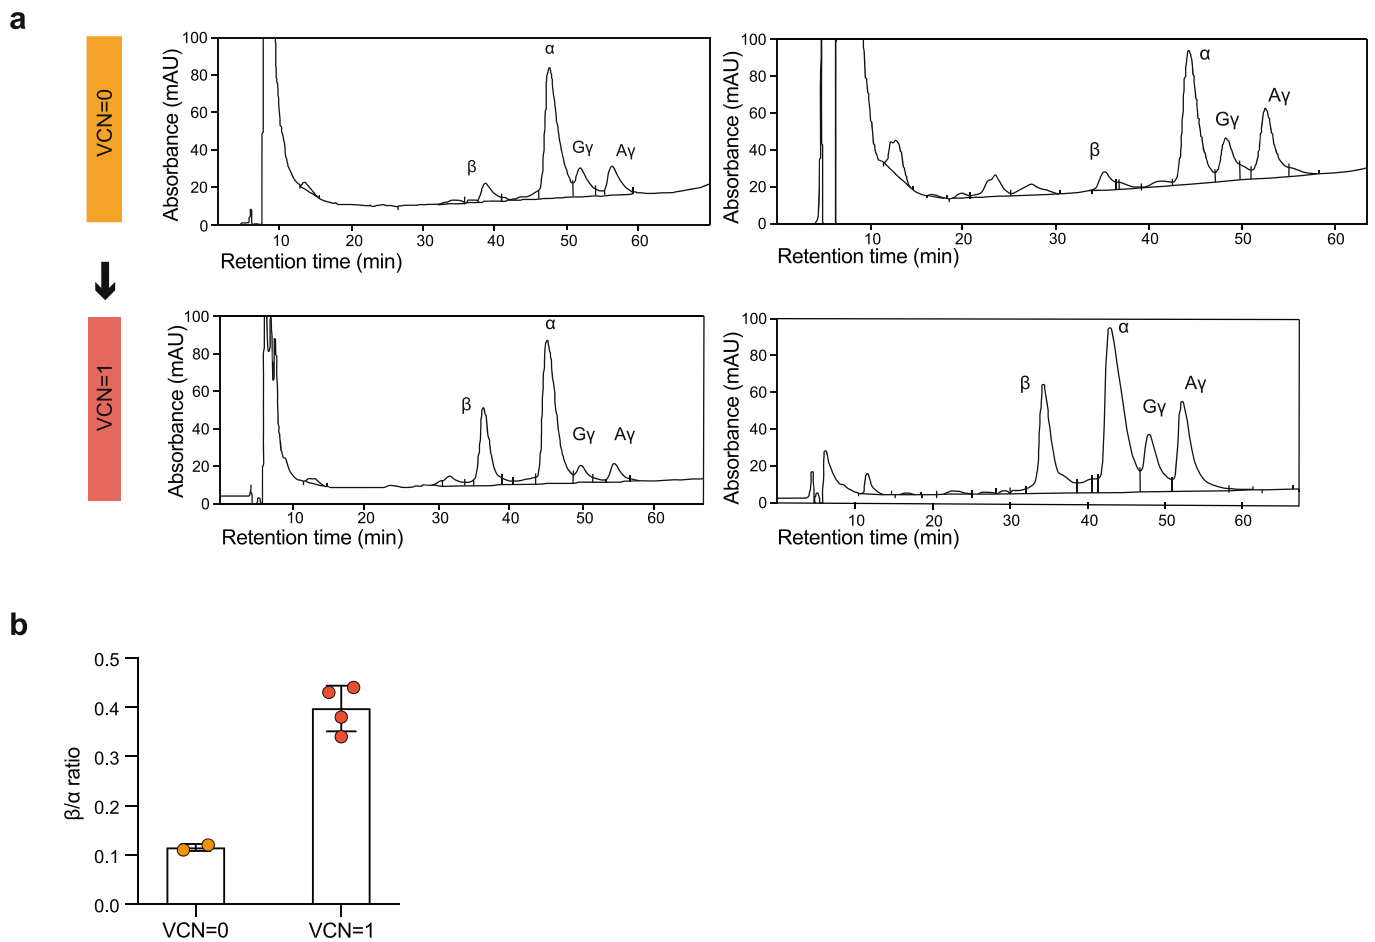 a
VCN=0
Absorbance (mAU)
100
80
60
40
20
0
β
α
Gγ
Aγ
10
20
30
40
50
60
Retention time (min)
Absorbance (mAU)
100
80
60
40
20
0
β
α
Gγ
Aγ
10
20
30
40
50
60
Retention time (min)
VCN=1
Absorbance (mAU)
100
80
60
40
20
0
β
α
Gγ
Aγ
10
20
30
40
50
60
Retention time (min)
Absorbance (mAU)
100
80
60
40
20
0
β
α
Gγ
Aγ
10
20
30
40
50
60
Retention time (min)
b
β/α ratio
0.5
0.4
0.3
0.2
0.1
0.0
VCN=0
VCN=1